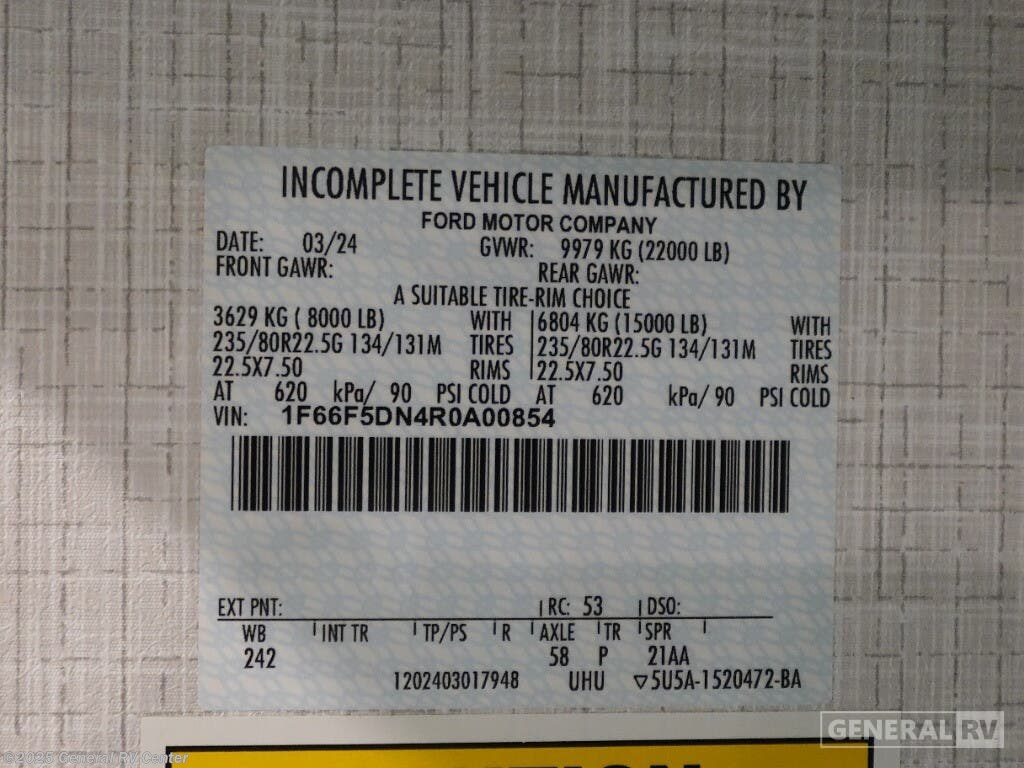 INCOMPLETE VEHICLE MANUFACTURED BY
FORD MOTOR COMPANY
DATE: 03/24 GVWR: 9979 KG (22000 LB)
FRONT GAWR: REAR GAWR:
A SUITABLE TIRE-RIM CHOICE
3629 KG ( 8000 LB) WITH 6804 KG (15000 LB) WITH
235/80R22.5G 134/131M TIRES 235/80R22.5G 134/131M TIRES
22.5X7.50 RIMS 22.5X7.50 RIMS
AT 620 kPa/ 90 PSI COLD AT 620 kPa/ 90 PSI COLD
VIN: 1F66F5DN4R0A00854
EXT PNT: RC: 53 DSO:
WB INT TR TP/PS R AXLE TR SPR
242 58 P 21AA
1202403017948 UHU ▽5U5A-1520472-BA
GENERAL RV
©2025 General RV Center